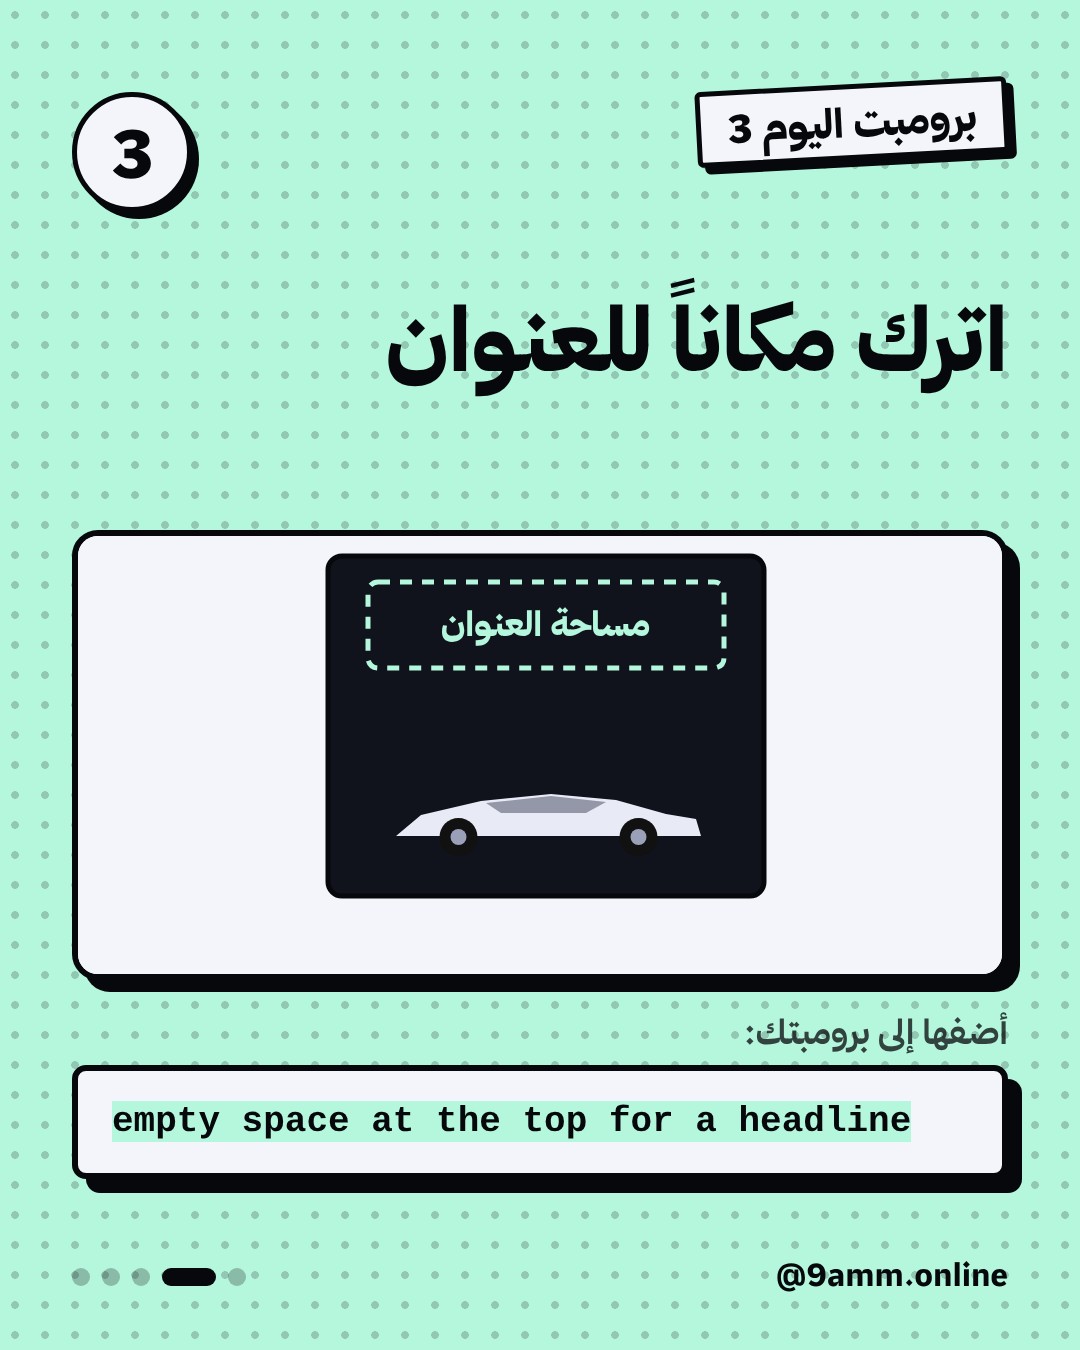 برومبت اليوم 3
3
اترك مكاناً للعنوان
مساحة العنوان
أضفها إلى برومبتك:
empty space at the top for a headline
@9amm.online